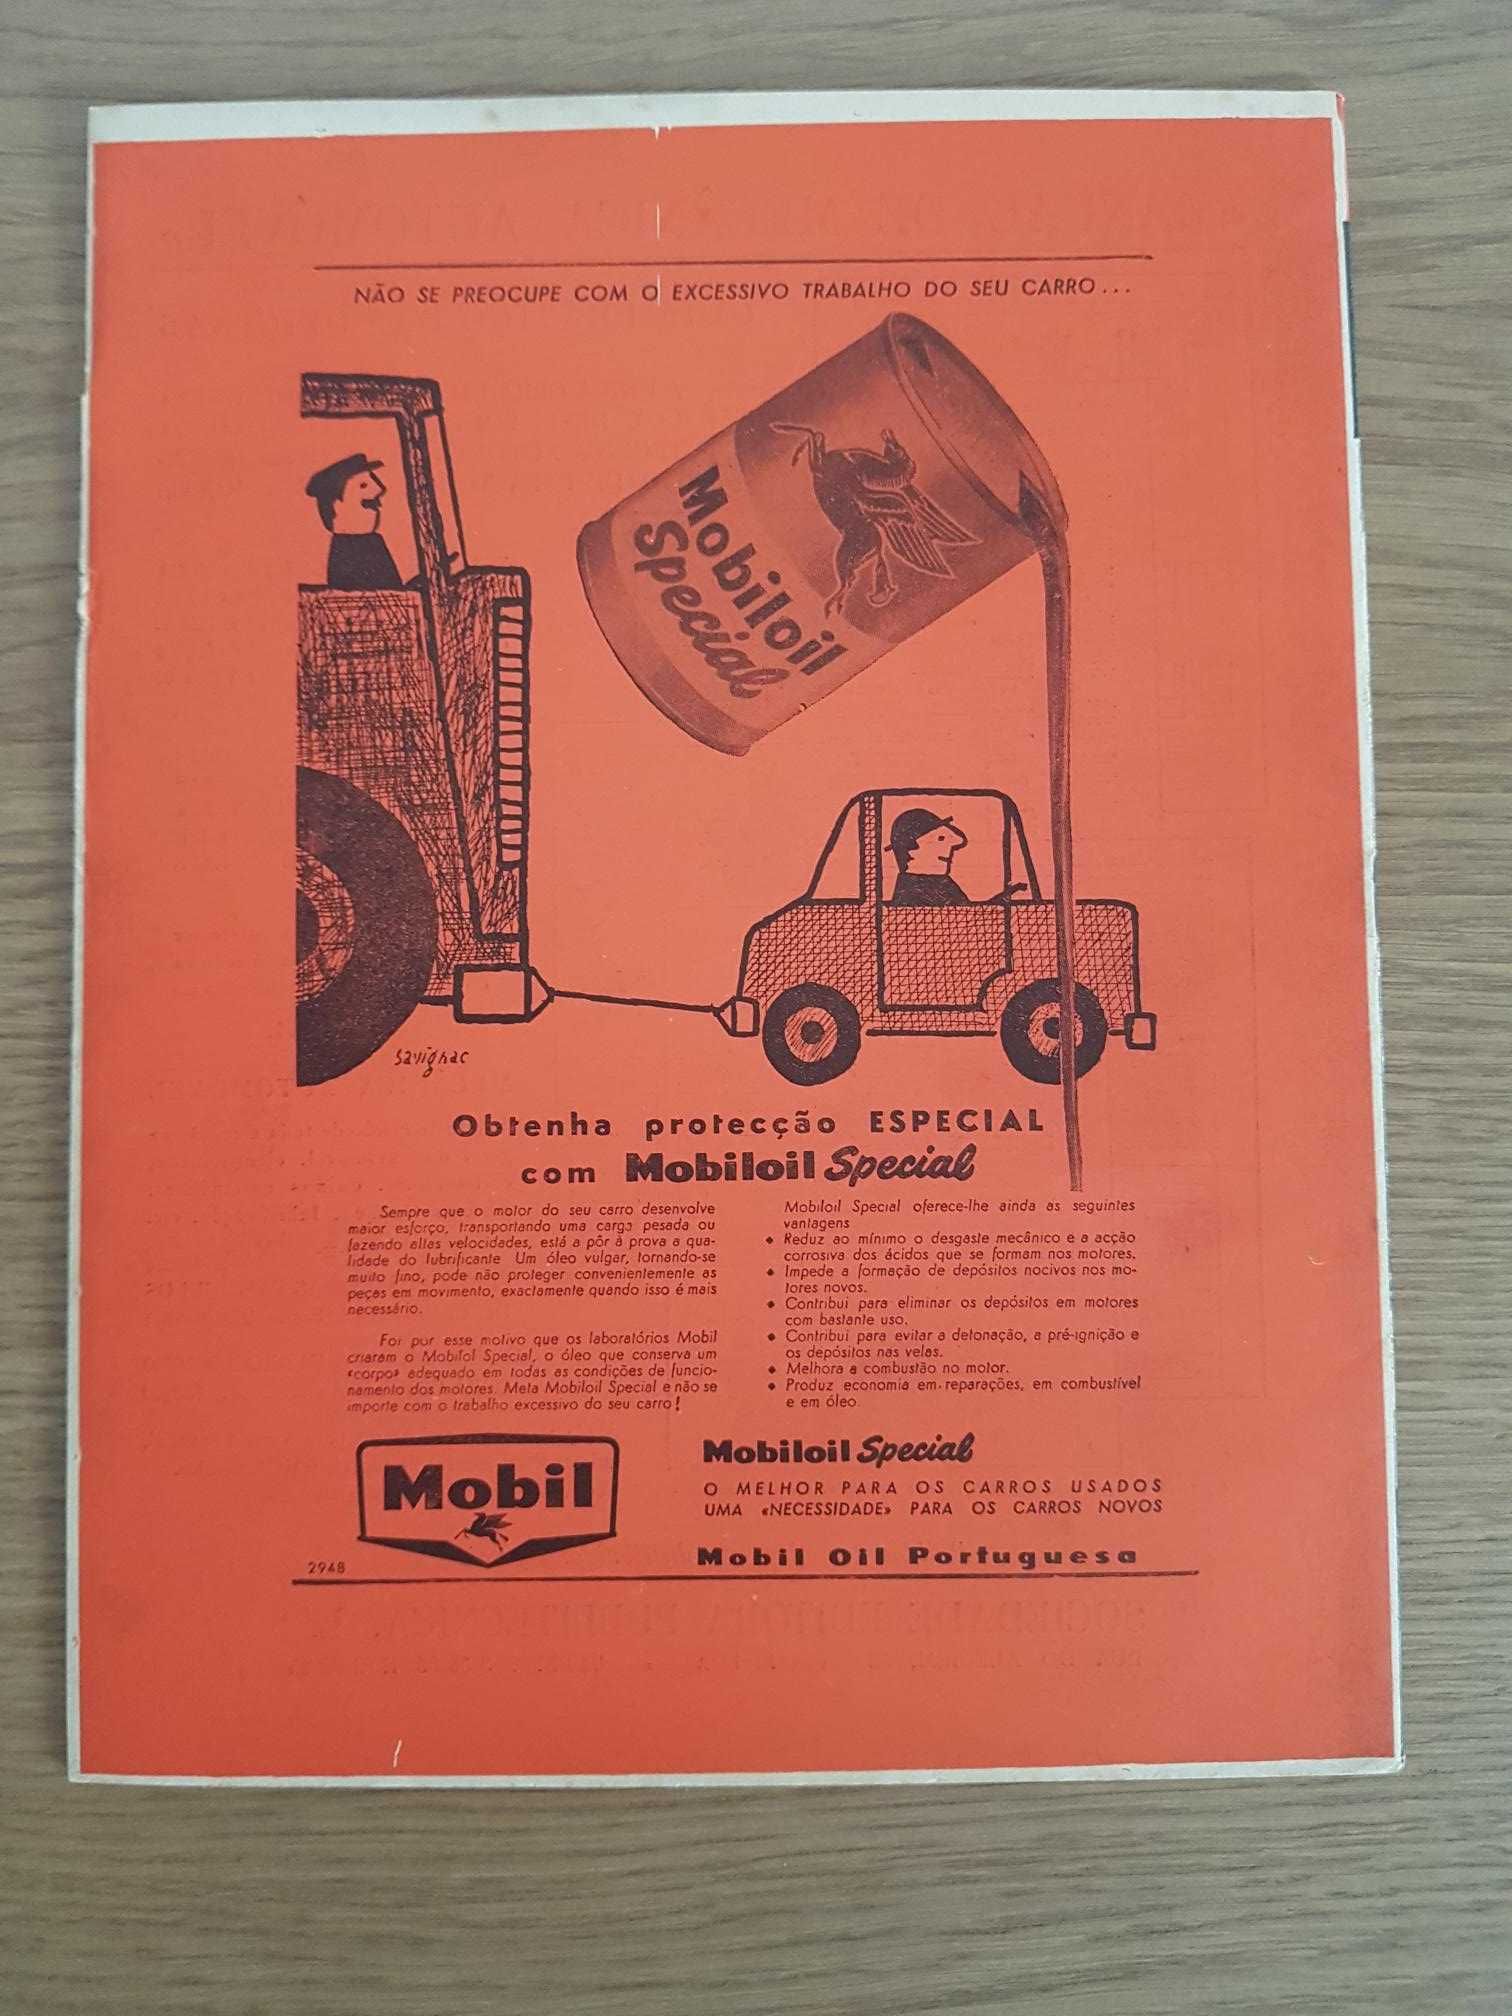 NÃO SE PREOCUPE COM O EXCESSIVO TRABALHO DO SEU CARRO...
Mobiloil
Special
Savignac
Obtenha protecção ESPECIAL
com Mobiloil Special
Sempre que o motor do seu carro desenvolve
maior esforço, transportando uma carga pesada ou
fazendo altas velocidades, está a pôr à prova a qua-
lidade do lubrificante Um óleo vulgar, tornando-se
muito fino, pode não proteger convenientemente as
peças em movimento, exactamente quando isso é mais
necessário.
Foi por esse motivo que os laboratórios Mobil
criaram o Mobiloil Special, o óleo que conserva um
«corpo» adequado em todas as condições de funcio-
namento dos motores. Meta Mobiloil Special e não se
importe com o trabalho excessivo do seu carro!
Mobiloil Special oferece-lhe ainda as seguintes
vantagens
• Reduz ao mínimo o desgaste mecânico e a acção
corrosiva dos ácidos que se formam nos motores.
• Impede a formação de depósitos nocivos nos mo-
tores novos.
• Contribui para eliminar os depósitos em motores
com bastante uso.
• Contribui para evitar a detonação, a pré-ignição e
os depósitos nas velas.
• Melhora a combustão no motor.
• Produz economia em reparações, em combustível
e em óleo.
Mobil
2948
Mobiloil Special
O MELHOR PARA OS CARROS USADOS
UMA «NECESSIDADE» PARA OS CARROS NOVOS
Mobil Oil Portuguesa